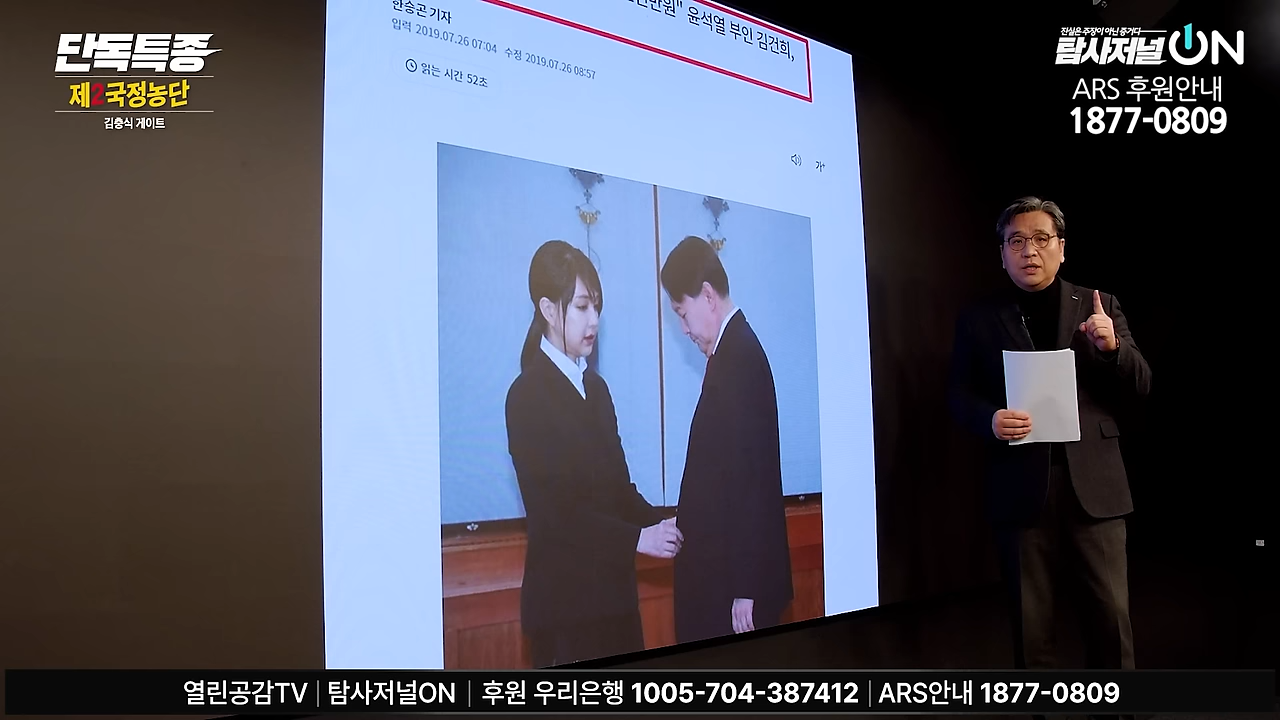 단독특종
제2국정농단
김충식 게이트
윤석열 부인 김건희,
한승곤 기자
입력 2019.07.26 07:04 수정 2019.07.26 08:57
읽는 시간 52초
가+
진실은 주장이 아닌 증거다
탐사저널ON
ARS 후원안내
1877-0809
열린공감TV | 탐사저널ON | 후원 우리은행 1005-704-387412 | ARS안내 1877-0809